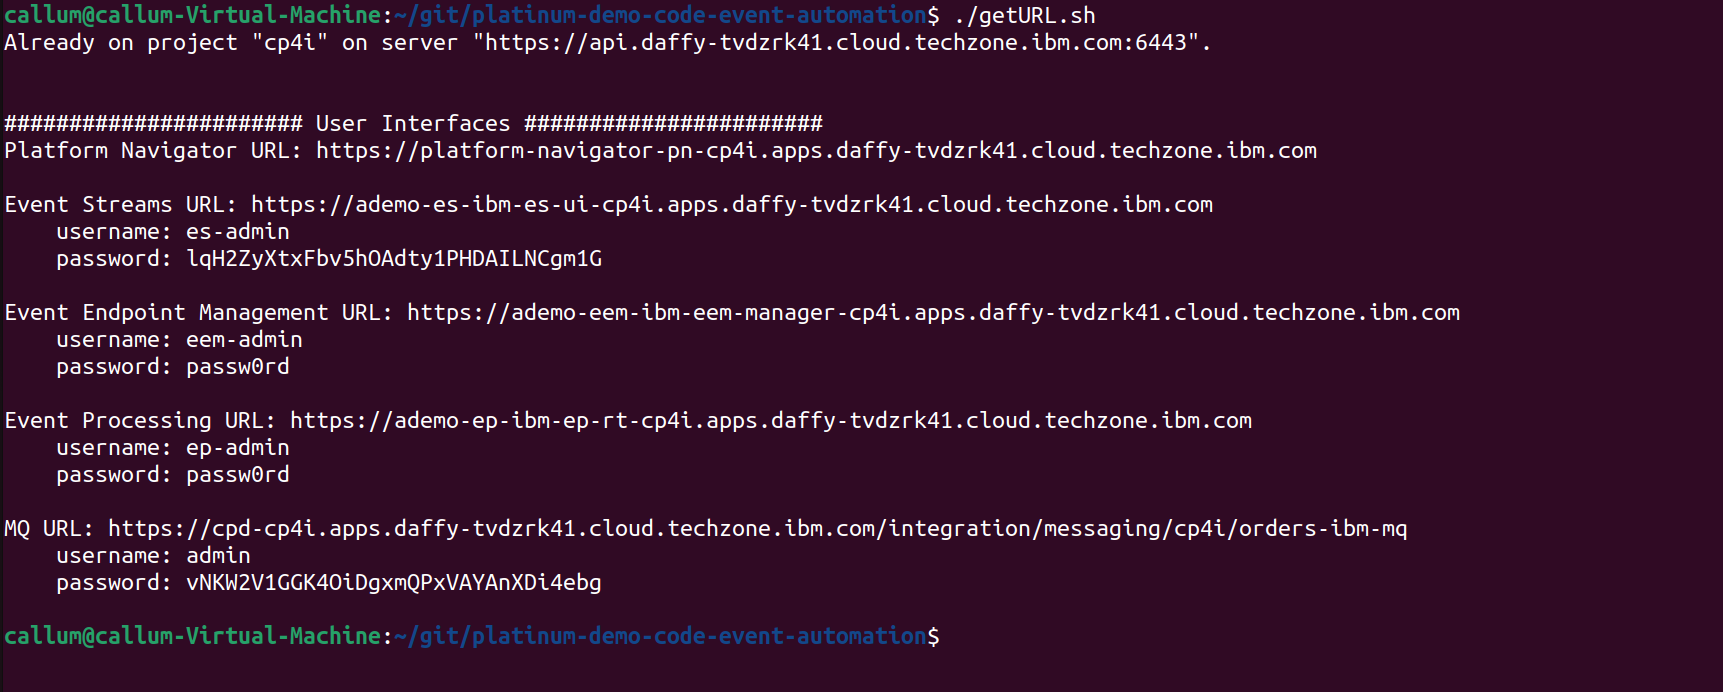 callum@callum-Virtual-Machine:~/git/platinum-demo-code-event-automation$ ./getURL.sh
Already on project "cp4i" on server "https://api.daffy-tvdzrk41.cloud.techzone.ibm.com:6443".
####################### User Interfaces #######################
Platform Navigator URL: https://platform-navigator-pn-cp4i.apps.daffy-tvdzrk41.cloud.techzone.ibm.com
Event Streams URL: https://ademo-es-ibm-es-ui-cp4i.apps.daffy-tvdzrk41.cloud.techzone.ibm.com
username: es-admin
password: lqH2ZyXtxFbv5hOAdty1PHDAILNCgm1G
Event Endpoint Management URL: https://ademo-eem-ibm-eem-manager-cp4i.apps.daffy-tvdzrk41.cloud.techzone.ibm.com
username: eem-admin
password: passw0rd
Event Processing URL: https://ademo-ep-ibm-ep-rt-cp4i.apps.daffy-tvdzrk41.cloud.techzone.ibm.com
username: ep-admin
password: passw0rd
MQ URL: https://cpd-cp4i.apps.daffy-tvdzrk41.cloud.techzone.ibm.com/integration/messaging/cp4i/orders-ibm-mq
username: admin
password: vNKW2V1GGK4OiDgxmQPxVAYAnXDi4ebg
callum@callum-Virtual-Machine:~/git/platinum-demo-code-event-automation$